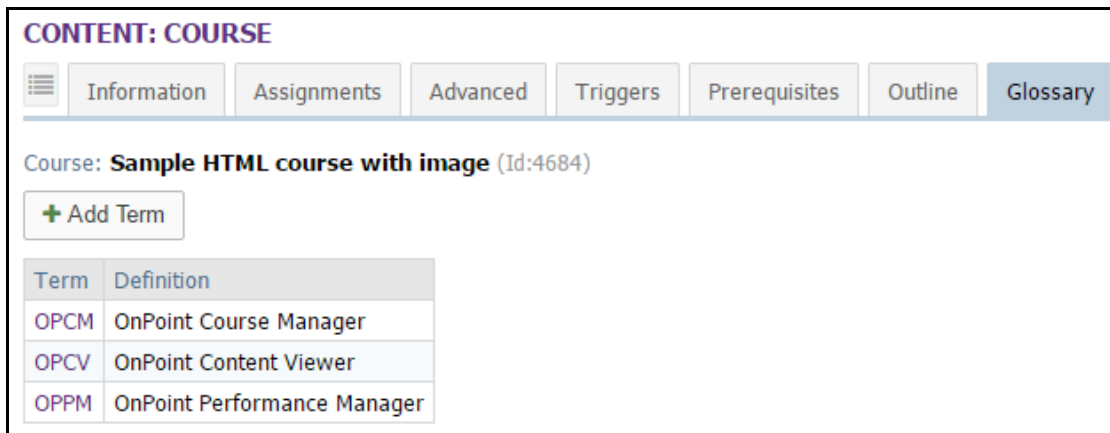 CONTENT: COURSE
Information Assignments Advanced Triggers Prerequisites Outline Glossary
Course: Sample HTML course with image (Id:4684)
+ Add Term
Term Definition
OPCM OnPoint Course Manager
OPCV OnPoint Content Viewer
OPPM OnPoint Performance Manager